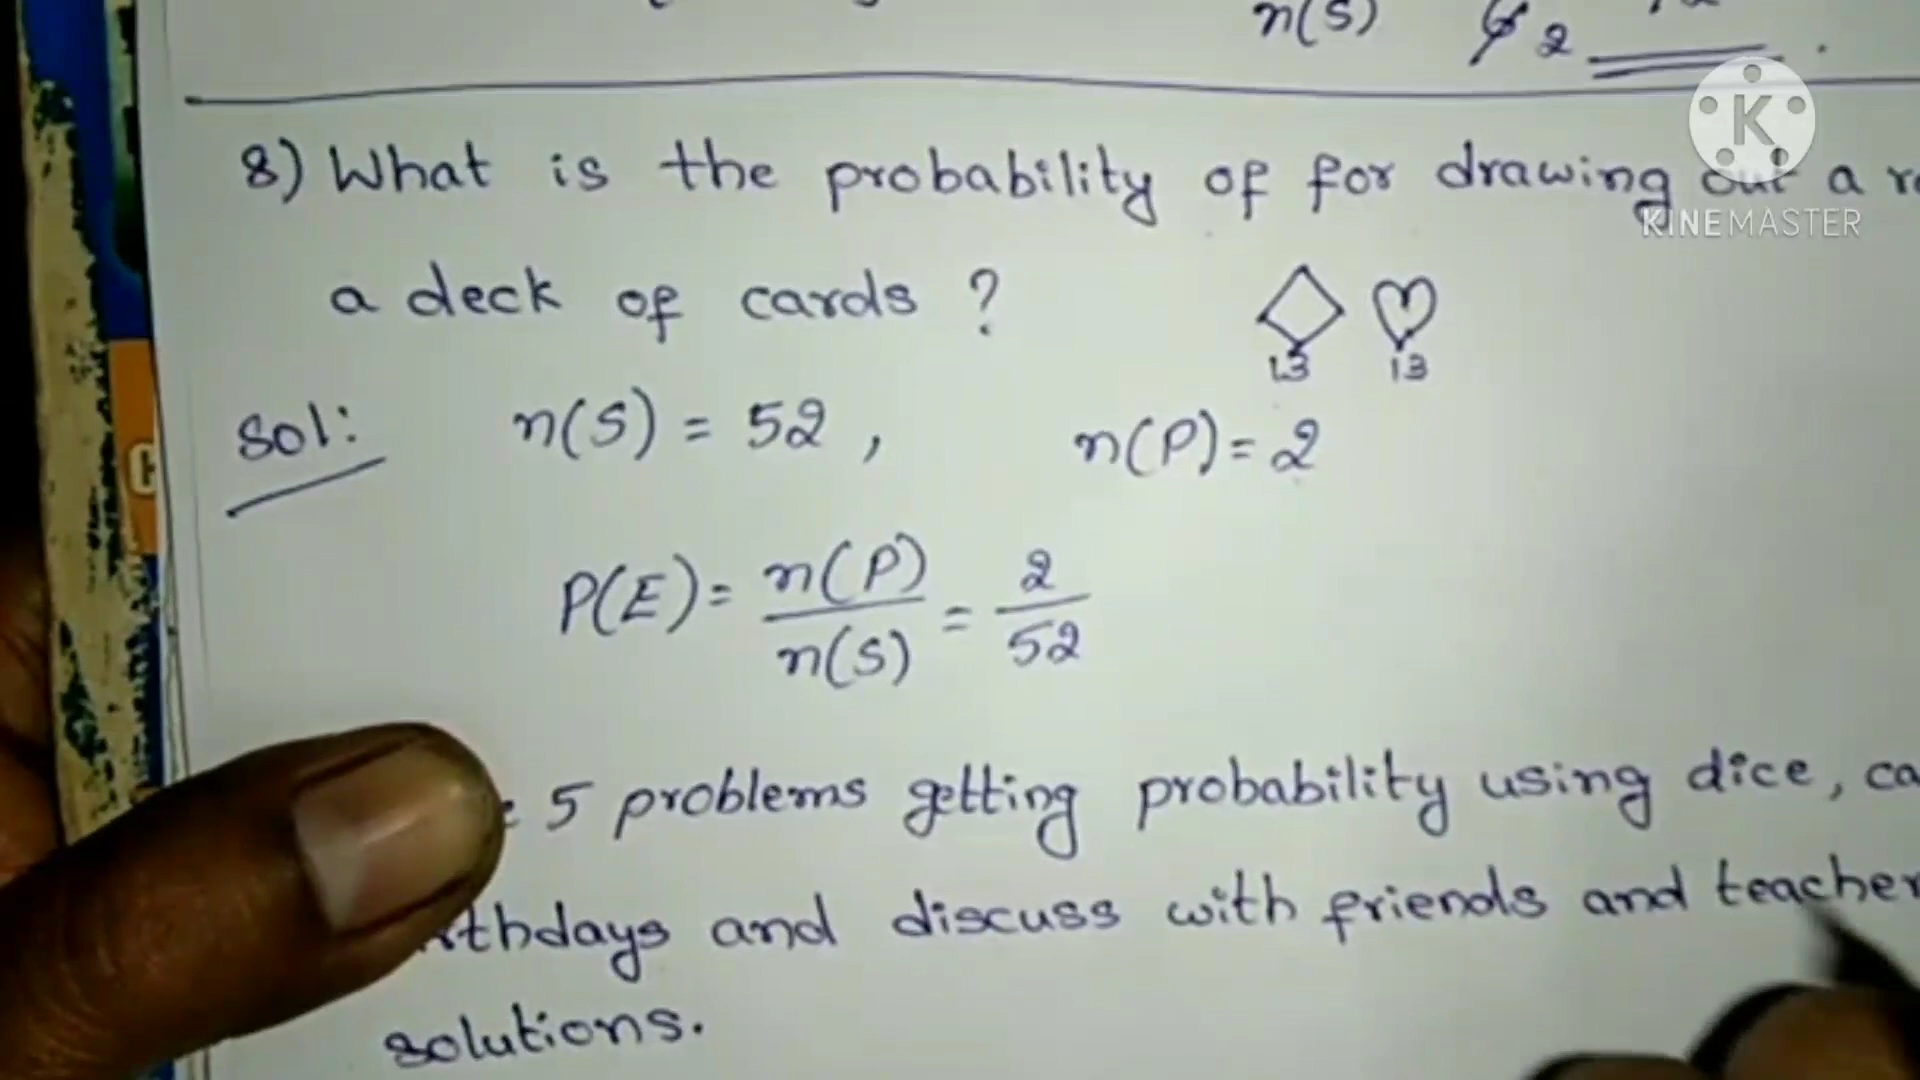 n(S) 2
8) What is the probability of for drawing out a
KINEMASTER
a deck of cards ?
13 13
Sol: n(S) = 52 , n(P) = 2
P(E) = n(P)/n(S) = 2/52
5 problems getting probability using dice,
and discuss with friends and teacher
solutions.